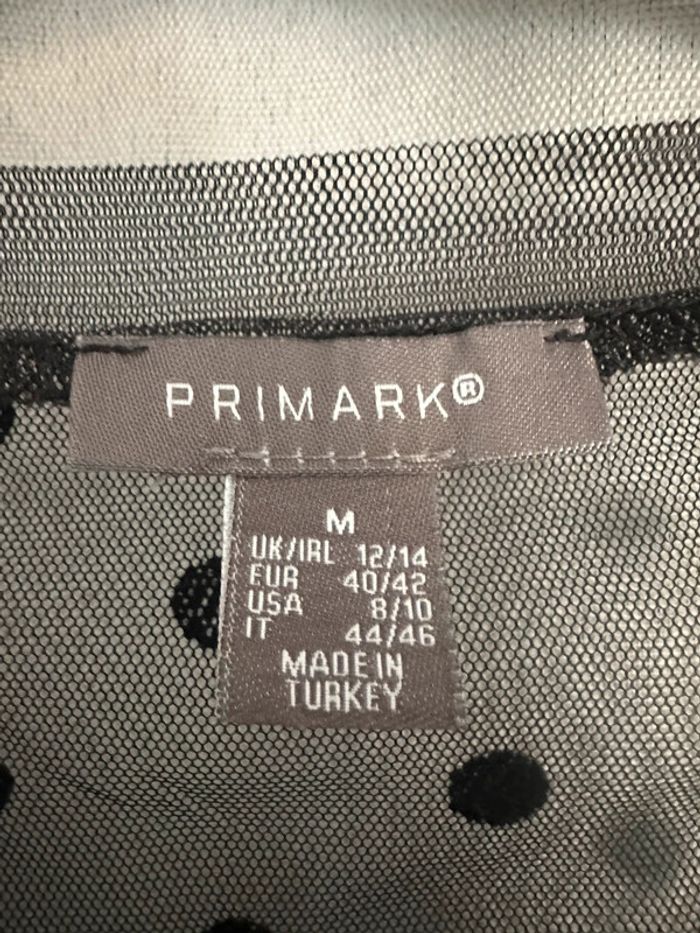 PRIMARK®
M
UK/IRL 12/14
EUR 40/42
USA 8/10
IT 44/46
MADE IN
TURKEY